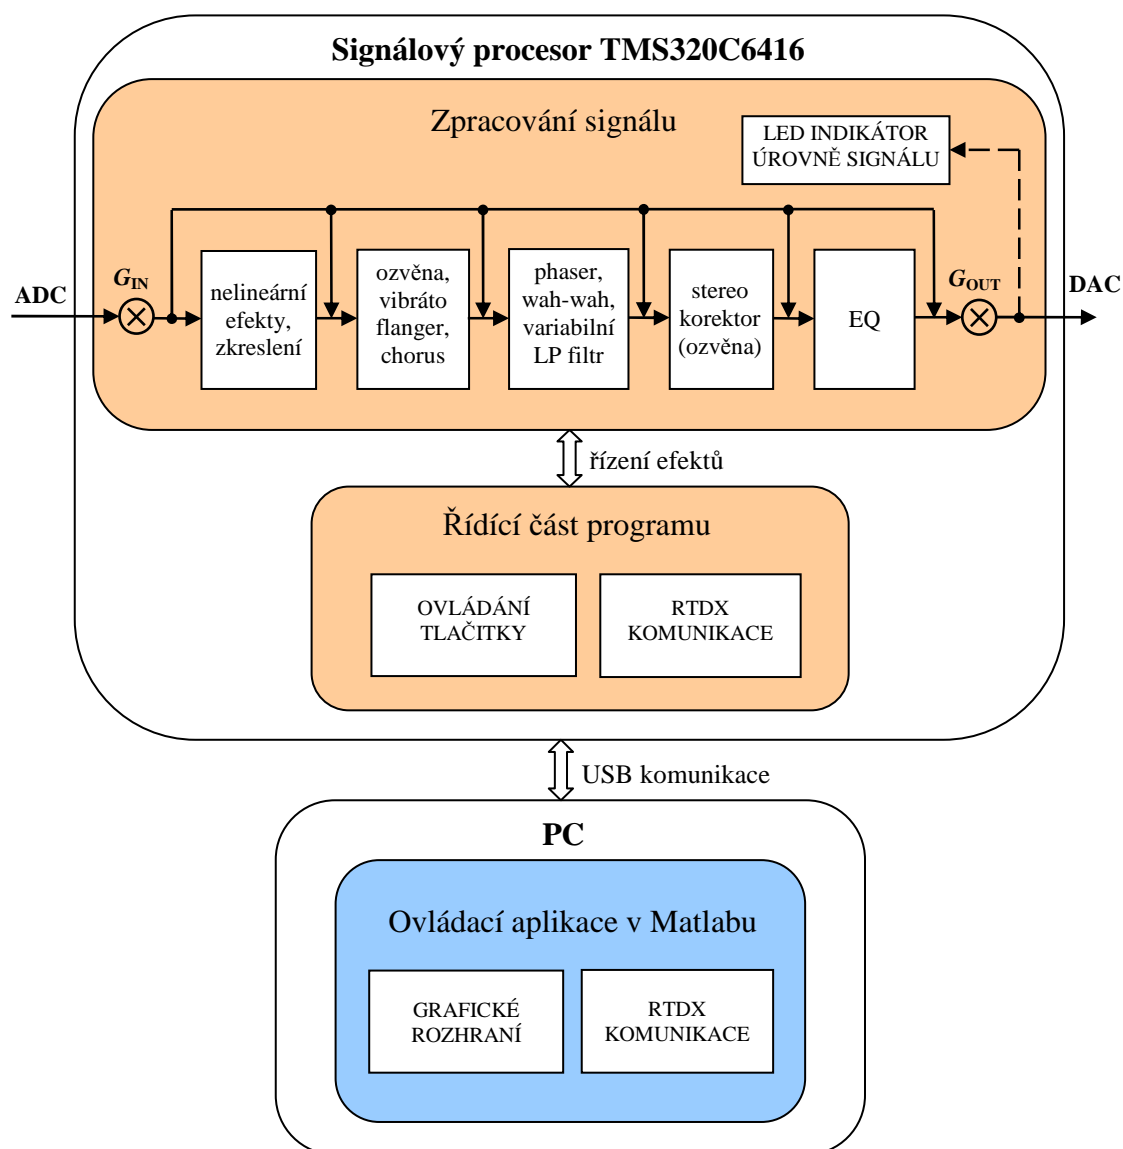 Signálový procesor TMS320C6416
Zpracování signálu
LED INDIKÁTOR
ÚROVNĚ SIGNÁLU
ADC
GIN
nelineární
efekty,
zkreslení
ozvěna,
vibráto
flanger,
chorus
phaser,
wah-wah,
variabilní
LP filtr
stereo
korektor
(ozvěna)
EQ
GOUT
DAC
řízení efektů
Řídící část programu
OVLÁDÁNÍ
TLAČITKY
RTDX
KOMUNIKACE
USB komunikace
PC
Ovládací aplikace v Matlabu
GRAFICKÉ
ROZHRANÍ
RTDX
KOMUNIKACE